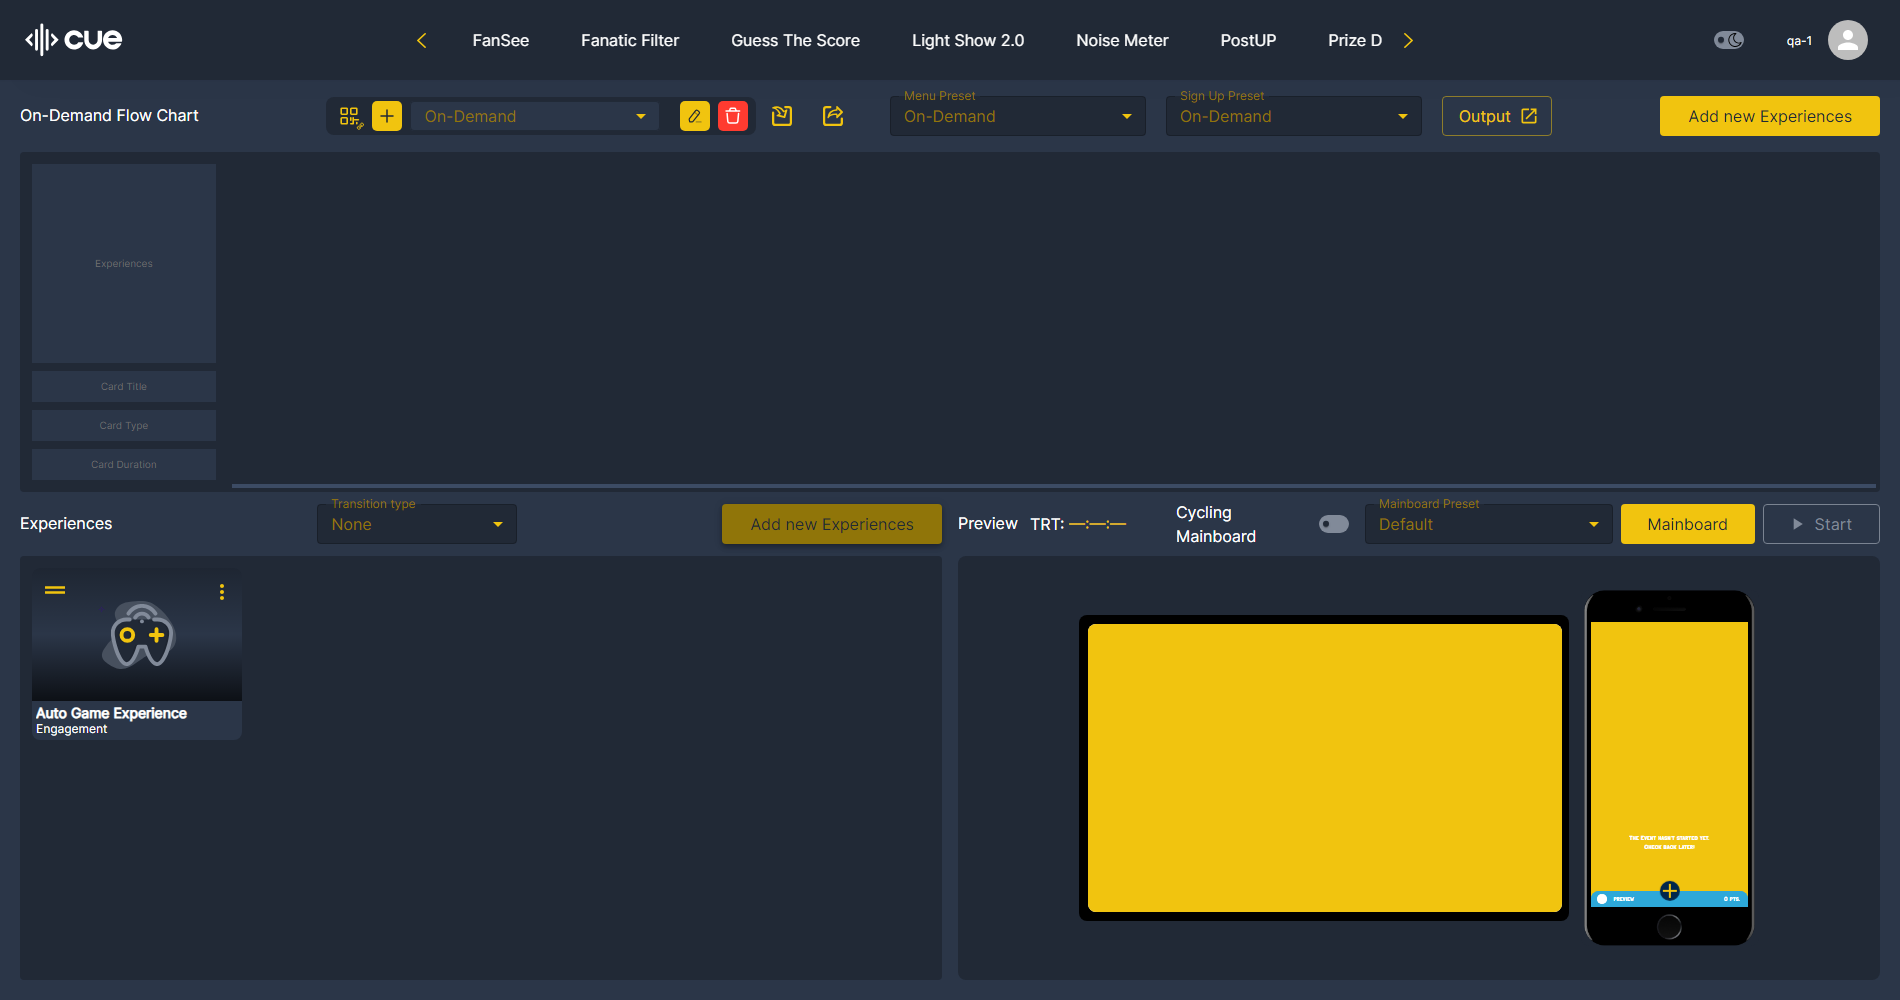 cue
FanSee
Fanatic Filter
Guess The Score
Light Show 2.0
Noise Meter
PostUP
Prize D
qa-1
On-Demand Flow Chart
On-Demand
Menu Preset
On-Demand
Sign Up Preset
On-Demand
Output
Add new Experiences
Experiences
Card Title
Card Type
Card Duration
Experiences
Transition type
None
Add new Experiences
Preview
TRT: —:—:—
Cycling
Mainboard
Mainboard Preset
Default
Mainboard
Start
Auto Game Experience
Engagement
The event hasn't started yet
Check back later!
Preview
0 pts.